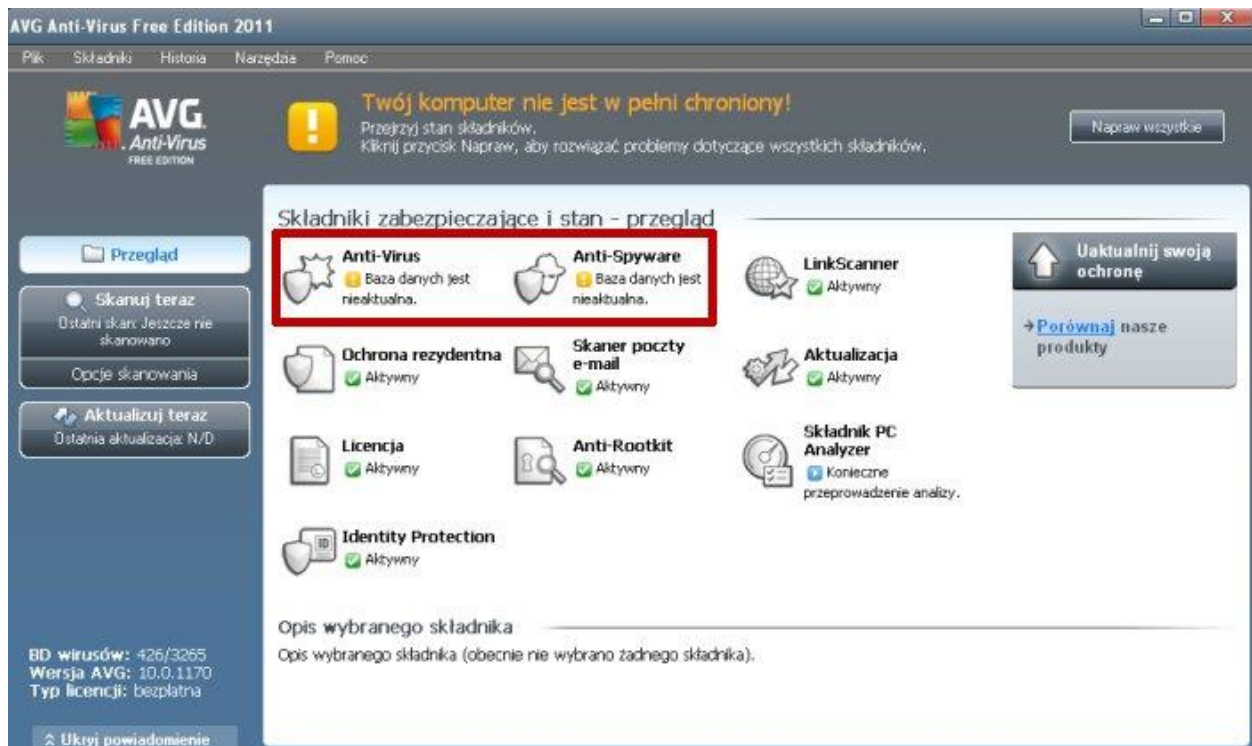 AVG Anti-Virus Free Edition 2011
Plik Składniki Historia Narzędzia Pomoc
AVG.
Anti-Virus
FREE EDITION
Twój komputer nie jest w pełni chroniony!
Przejrzyj stan składników.
Kliknij przycisk Napraw, aby rozwiązać problemy dotyczące wszystkich składników.
Napraw wszystkie
Przegląd
Skanuj teraz
Ostatni skan: Jeszcze nie
skanowano
Opcje skanowania
Aktualizuj teraz
Ostatnia aktualizacja: N/D
BD wirusów: 426/3265
Wersja AVG: 10.0.1170
Typ licencji: bezpłatna
Ukryj powiadomienie
Składniki zabezpieczające i stan - przegląd
Anti-Virus
Baza danych jest
nieaktualna.
Anti-Spyware
Baza danych jest
nieaktualna.
LinkScanner
Aktywny
Ochrona rezydentna
Aktywny
Skaner poczty
e-mail
Aktywny
Aktualizacja
Aktywny
Licencja
Aktywny
Anti-Rootkit
Aktywny
Składnik PC
Analyzer
Konieczne
przeprowadzenie analizy.
Identity Protection
Aktywny
Opis wybranego składnika
Opis wybranego składnika (obecnie nie wybrano żadnego składnika).
Uaktualnij swoją
ochronę
Porównaj nasze
produkty